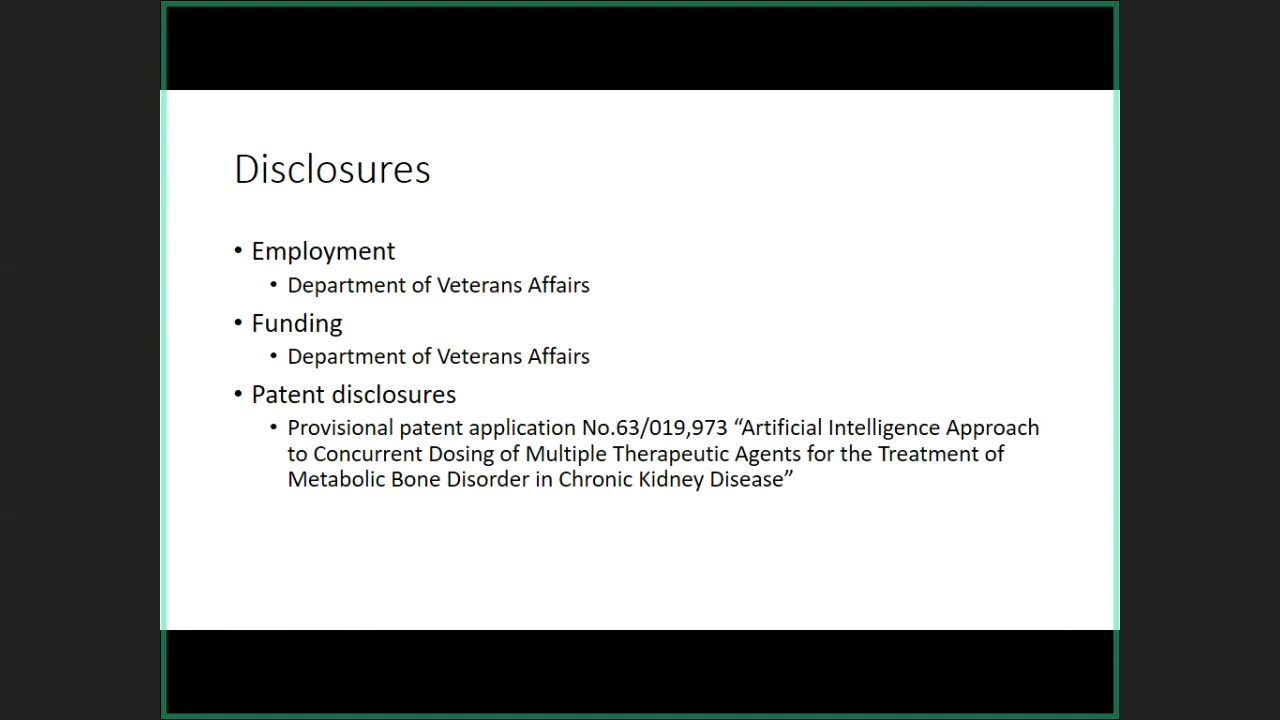 Disclosures
• Employment
• Department of Veterans Affairs
• Funding
• Department of Veterans Affairs
• Patent disclosures
• Provisional patent application No.63/019,973 “Artificial Intelligence Approach
to Concurrent Dosing of Multiple Therapeutic Agents for the Treatment of
Metabolic Bone Disorder in Chronic Kidney Disease”